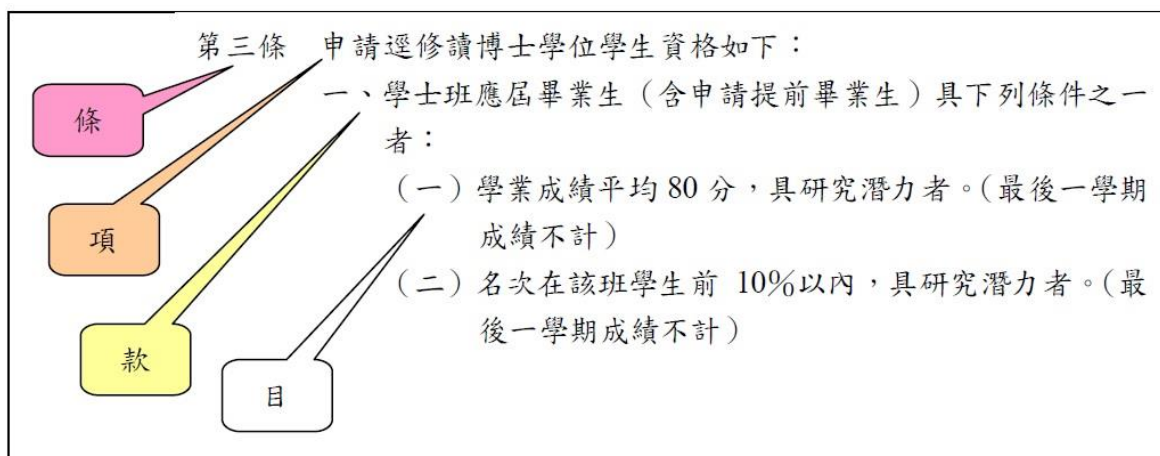 第三條 申請逕修讀博士學位學生資格如下：
一、學士班應屆畢業生（含申請提前畢業生）具下列條件之一
者：
（一）學業成績平均80 分，具研究潛力者。（最後一學期
成績不計）
（二）名次在該班學生前 10%以內，具研究潛力者。（最
後一學期成績不計）
條
項
款
目